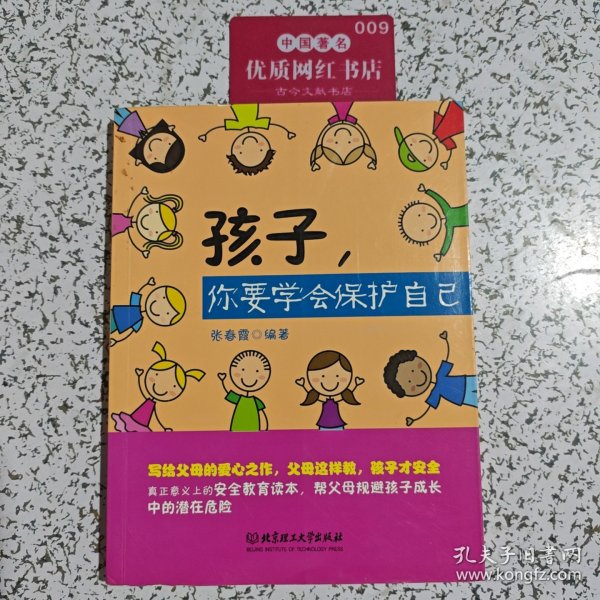 009
中国著名
优质网红书店
古今文献书店
孩子，
你要学会保护自己
张春霞◎编著
写给父母的爱心之作，父母这样教，孩子才安全
真正意义上的安全教育读本，帮父母规避孩子成长
中的潜在危险
北京理工大学出版社
BEIJING INSTITUTE OF TECHNOLOGY PRESS
孔夫子旧书网
www.kongfz.com